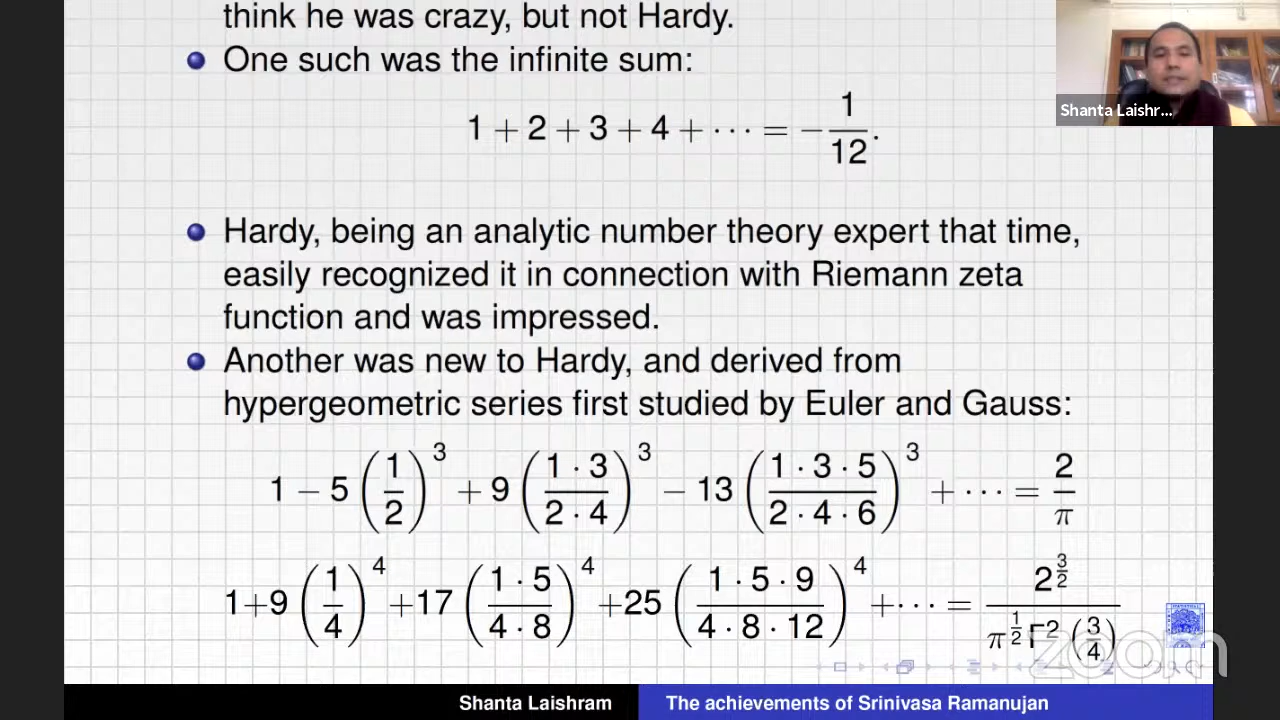 think he was crazy, but not Hardy.
One such was the infinite sum:
1 + 2 + 3 + 4 + ⋯ = −1/12.
Hardy, being an analytic number theory expert that time,
easily recognized it in connection with Riemann zeta
function and was impressed.
Another was new to Hardy, and derived from
hypergeometric series first studied by Euler and Gauss:
1 − 5 (1/2)^3 + 9 (1·3/2·4)^3 − 13 (1·3·5/2·4·6)^3 + ⋯ = 2/π
1+9 (1/4)^4 +17 (1·5/4·8)^4 +25 (1·5·9/4·8·12)^4 +⋯ = 2^(3/2)/π^(1/2)Γ^2(3/4)
Shanta Laishr...
zoom
Shanta Laishram
The achievements of Srinivasa Ramanujan